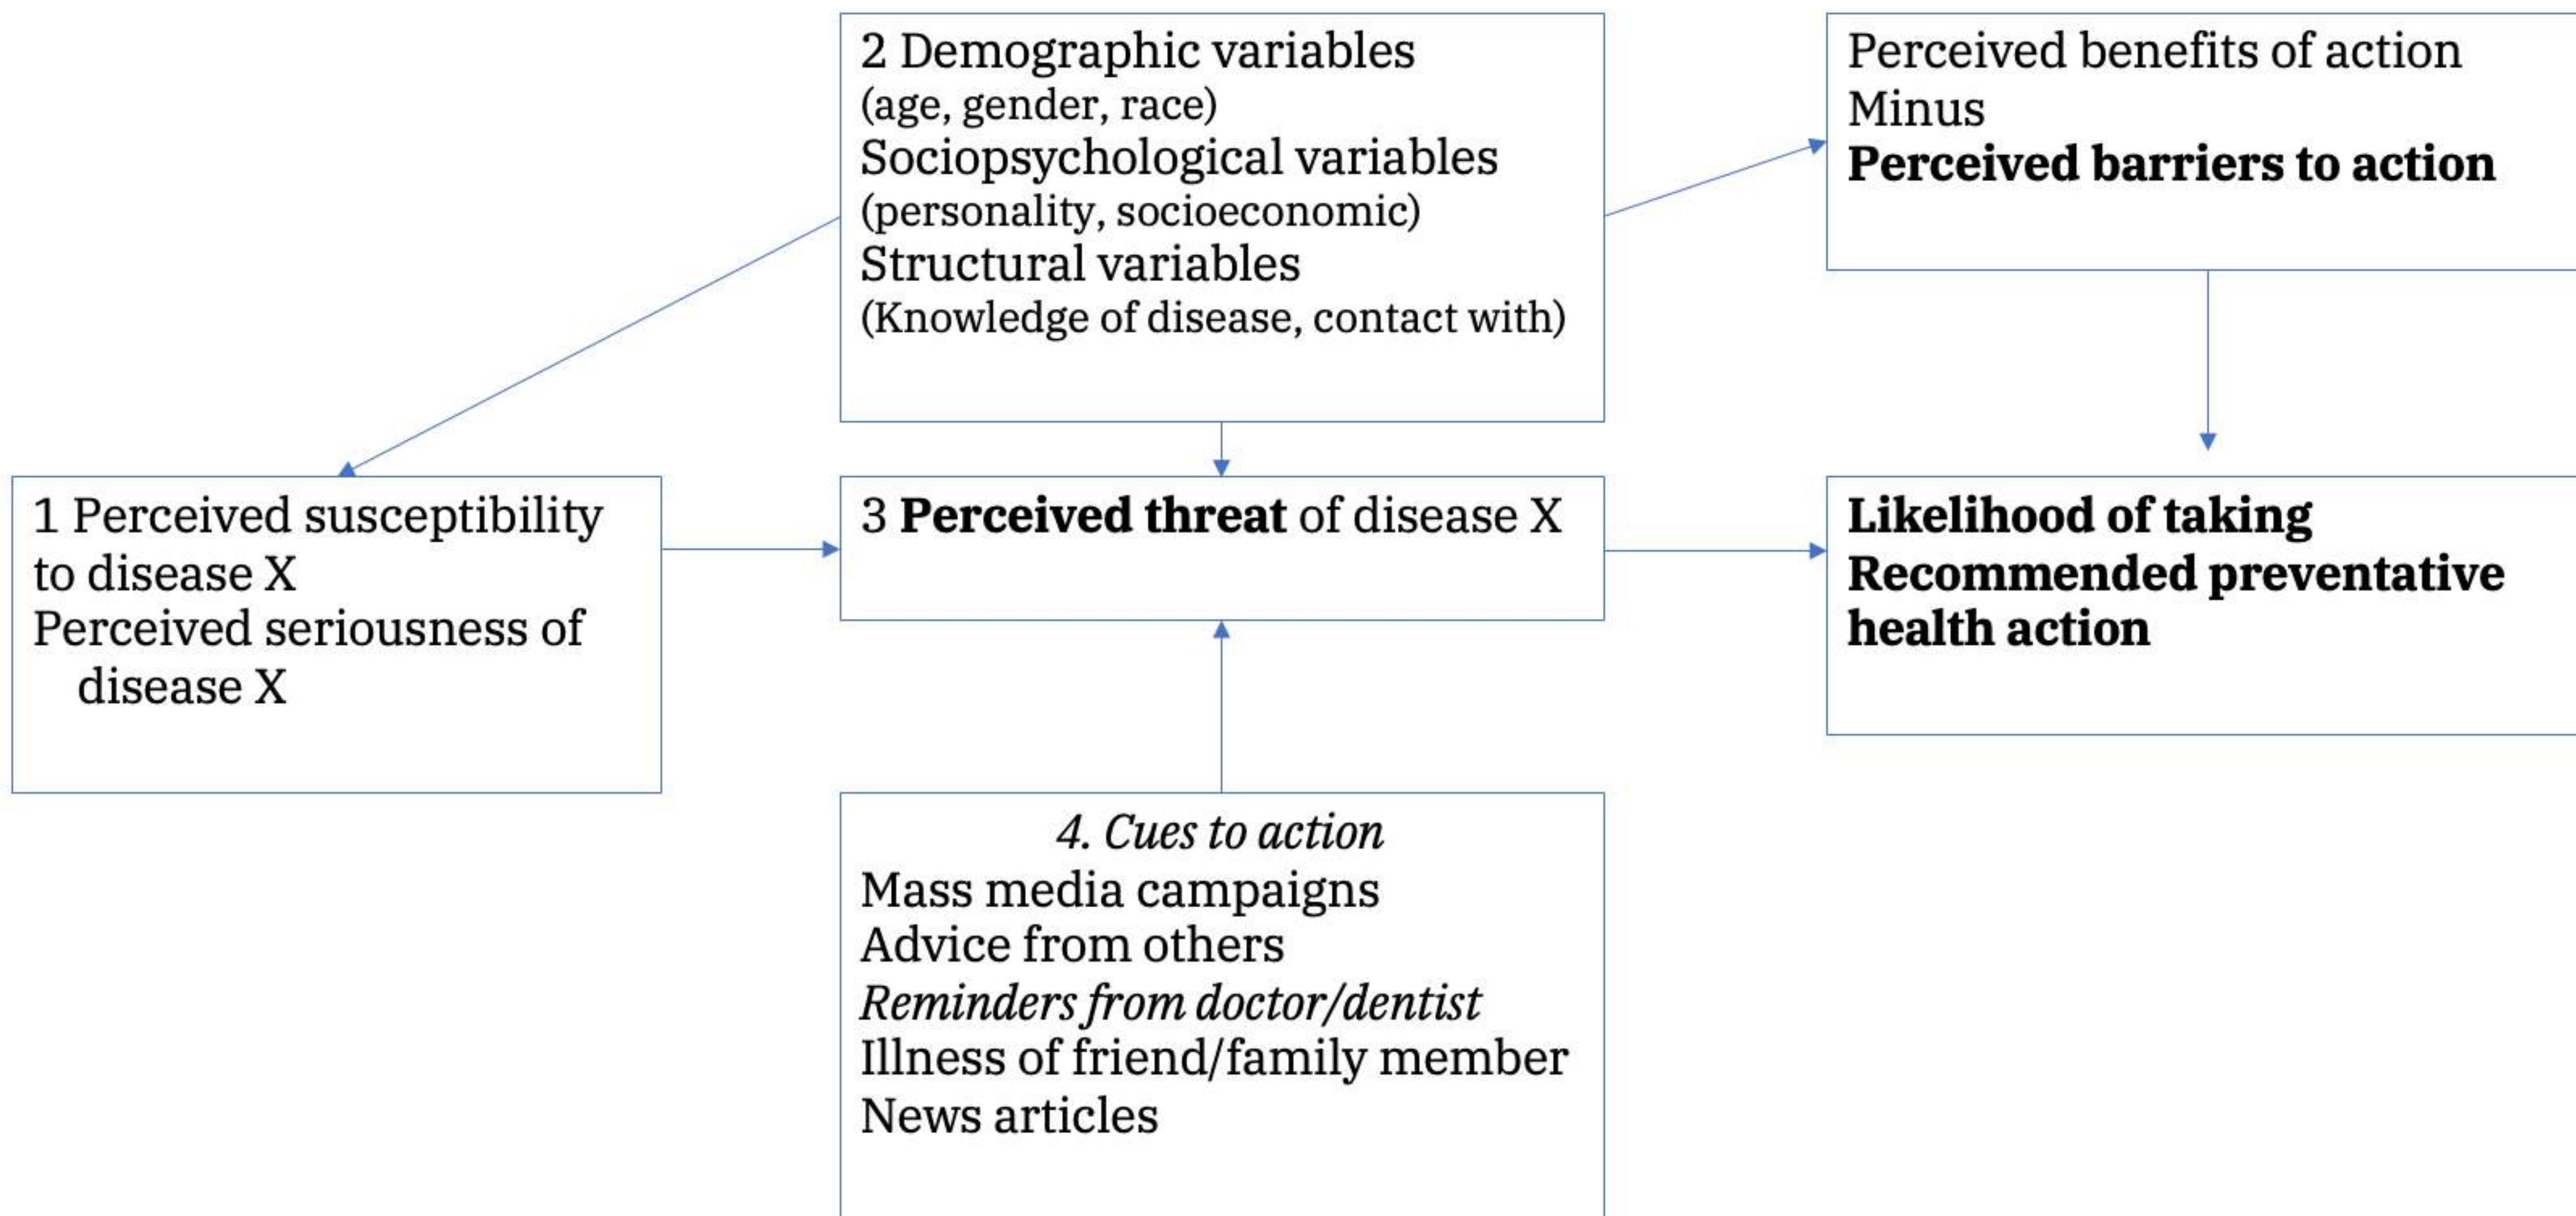 2 Demographic variables
(age, gender, race)
Sociopsychological variables
(personality, socioeconomic)
Structural variables
(Knowledge of disease, contact with)
Perceived benefits of action
Minus
Perceived barriers to action
1 Perceived susceptibility
to disease X
Perceived seriousness of
disease X
3 Perceived threat of disease X
Likelihood of taking
Recommended preventative
health action
4. Cues to action
Mass media campaigns
Advice from others
Reminders from doctor/dentist
Illness of friend/family member
News articles